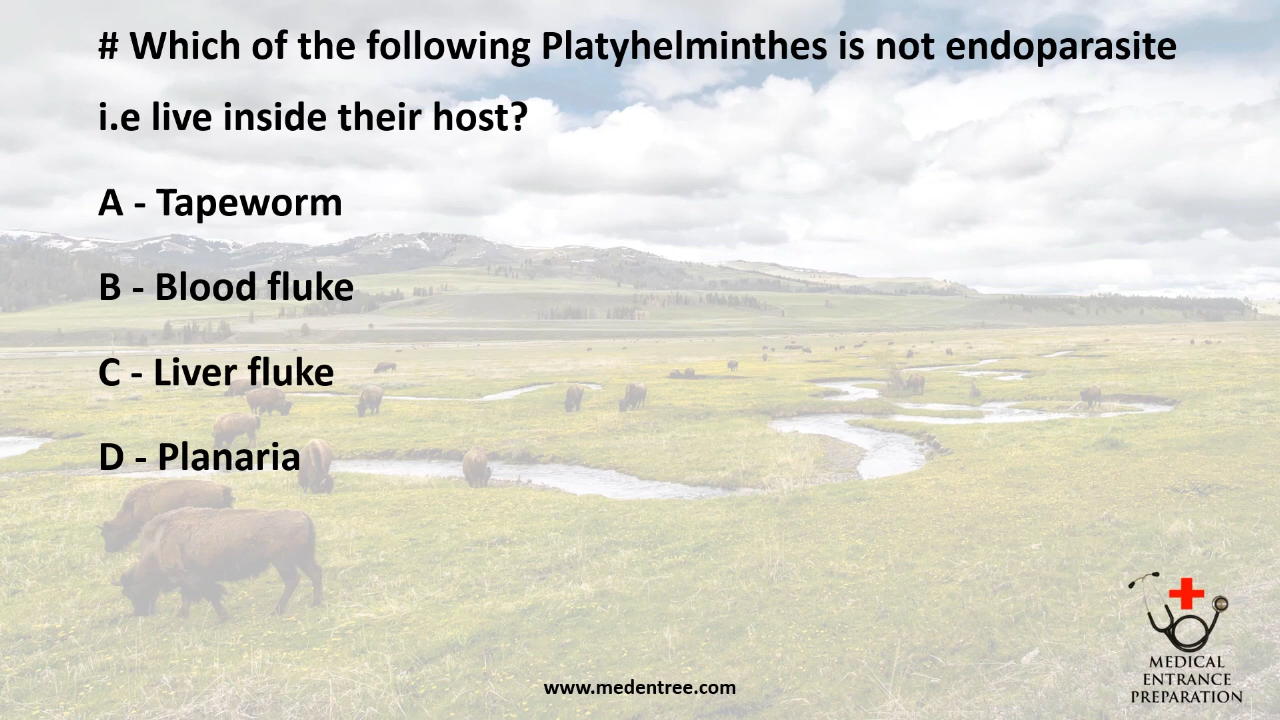 # Which of the following Platyhelminthes is not endoparasite
i.e live inside their host?
A - Tapeworm
B - Blood fluke
C - Liver fluke
D - Planaria
www.medentree.com
MEDICAL
ENTRANCE
PREPARATION